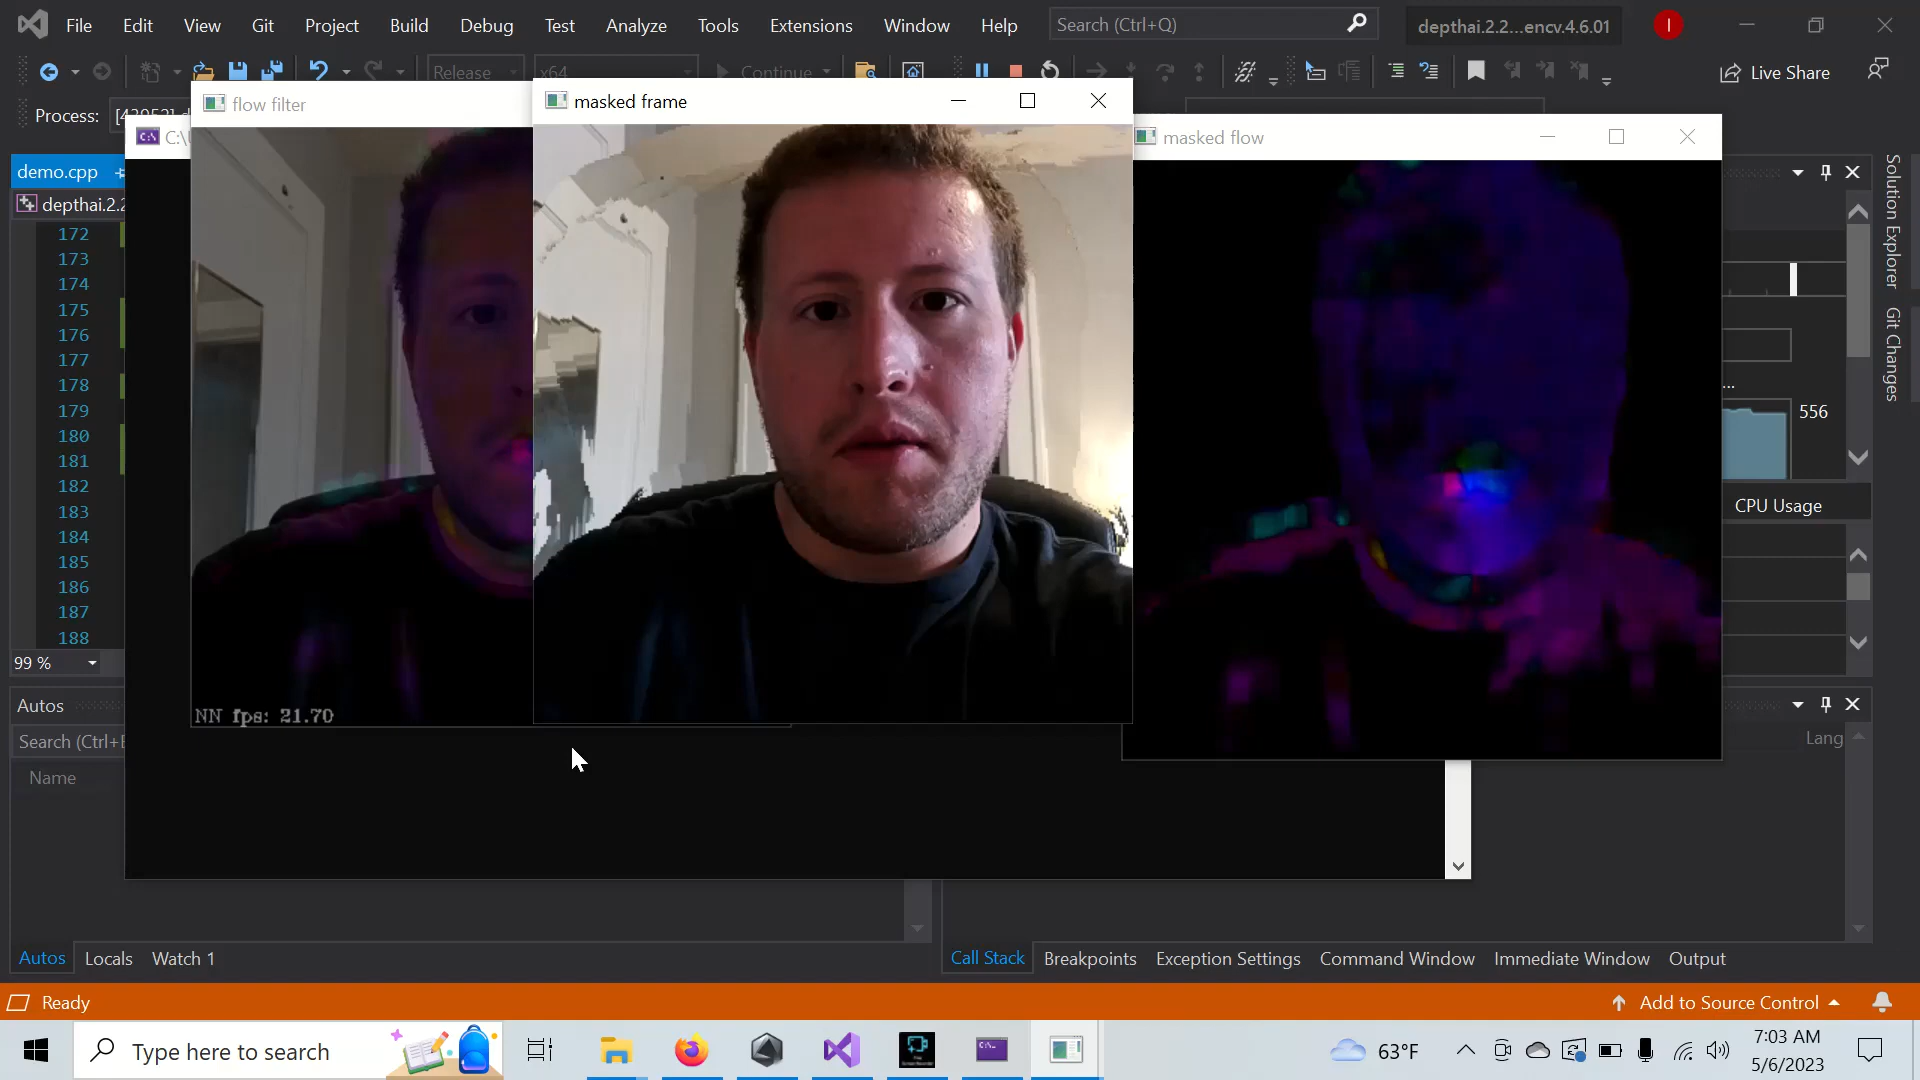 File Edit View Git Project Build Debug Test Analyze Tools Extensions Window Help Search (Ctrl+Q) depthai.2.2...encv.4.6.01 I
Release x64 Continue Live Share
Process:
flow filter
masked frame
masked flow
C:\
demo.cpp
depthai.2.2
172
173
174
175
176
177
178
179
180
181
182
183
184
185
186
187
188
99 %
NN fps: 21.70
...
556
CPU Usage
Solution Explorer
Git Changes
Autos
Search (Ctrl+E
Name
Lang
Autos Locals Watch 1
Call Stack Breakpoints Exception Settings Command Window Immediate Window Output
Ready
Add to Source Control
Type here to search
63°F
7:03 AM
5/6/2023